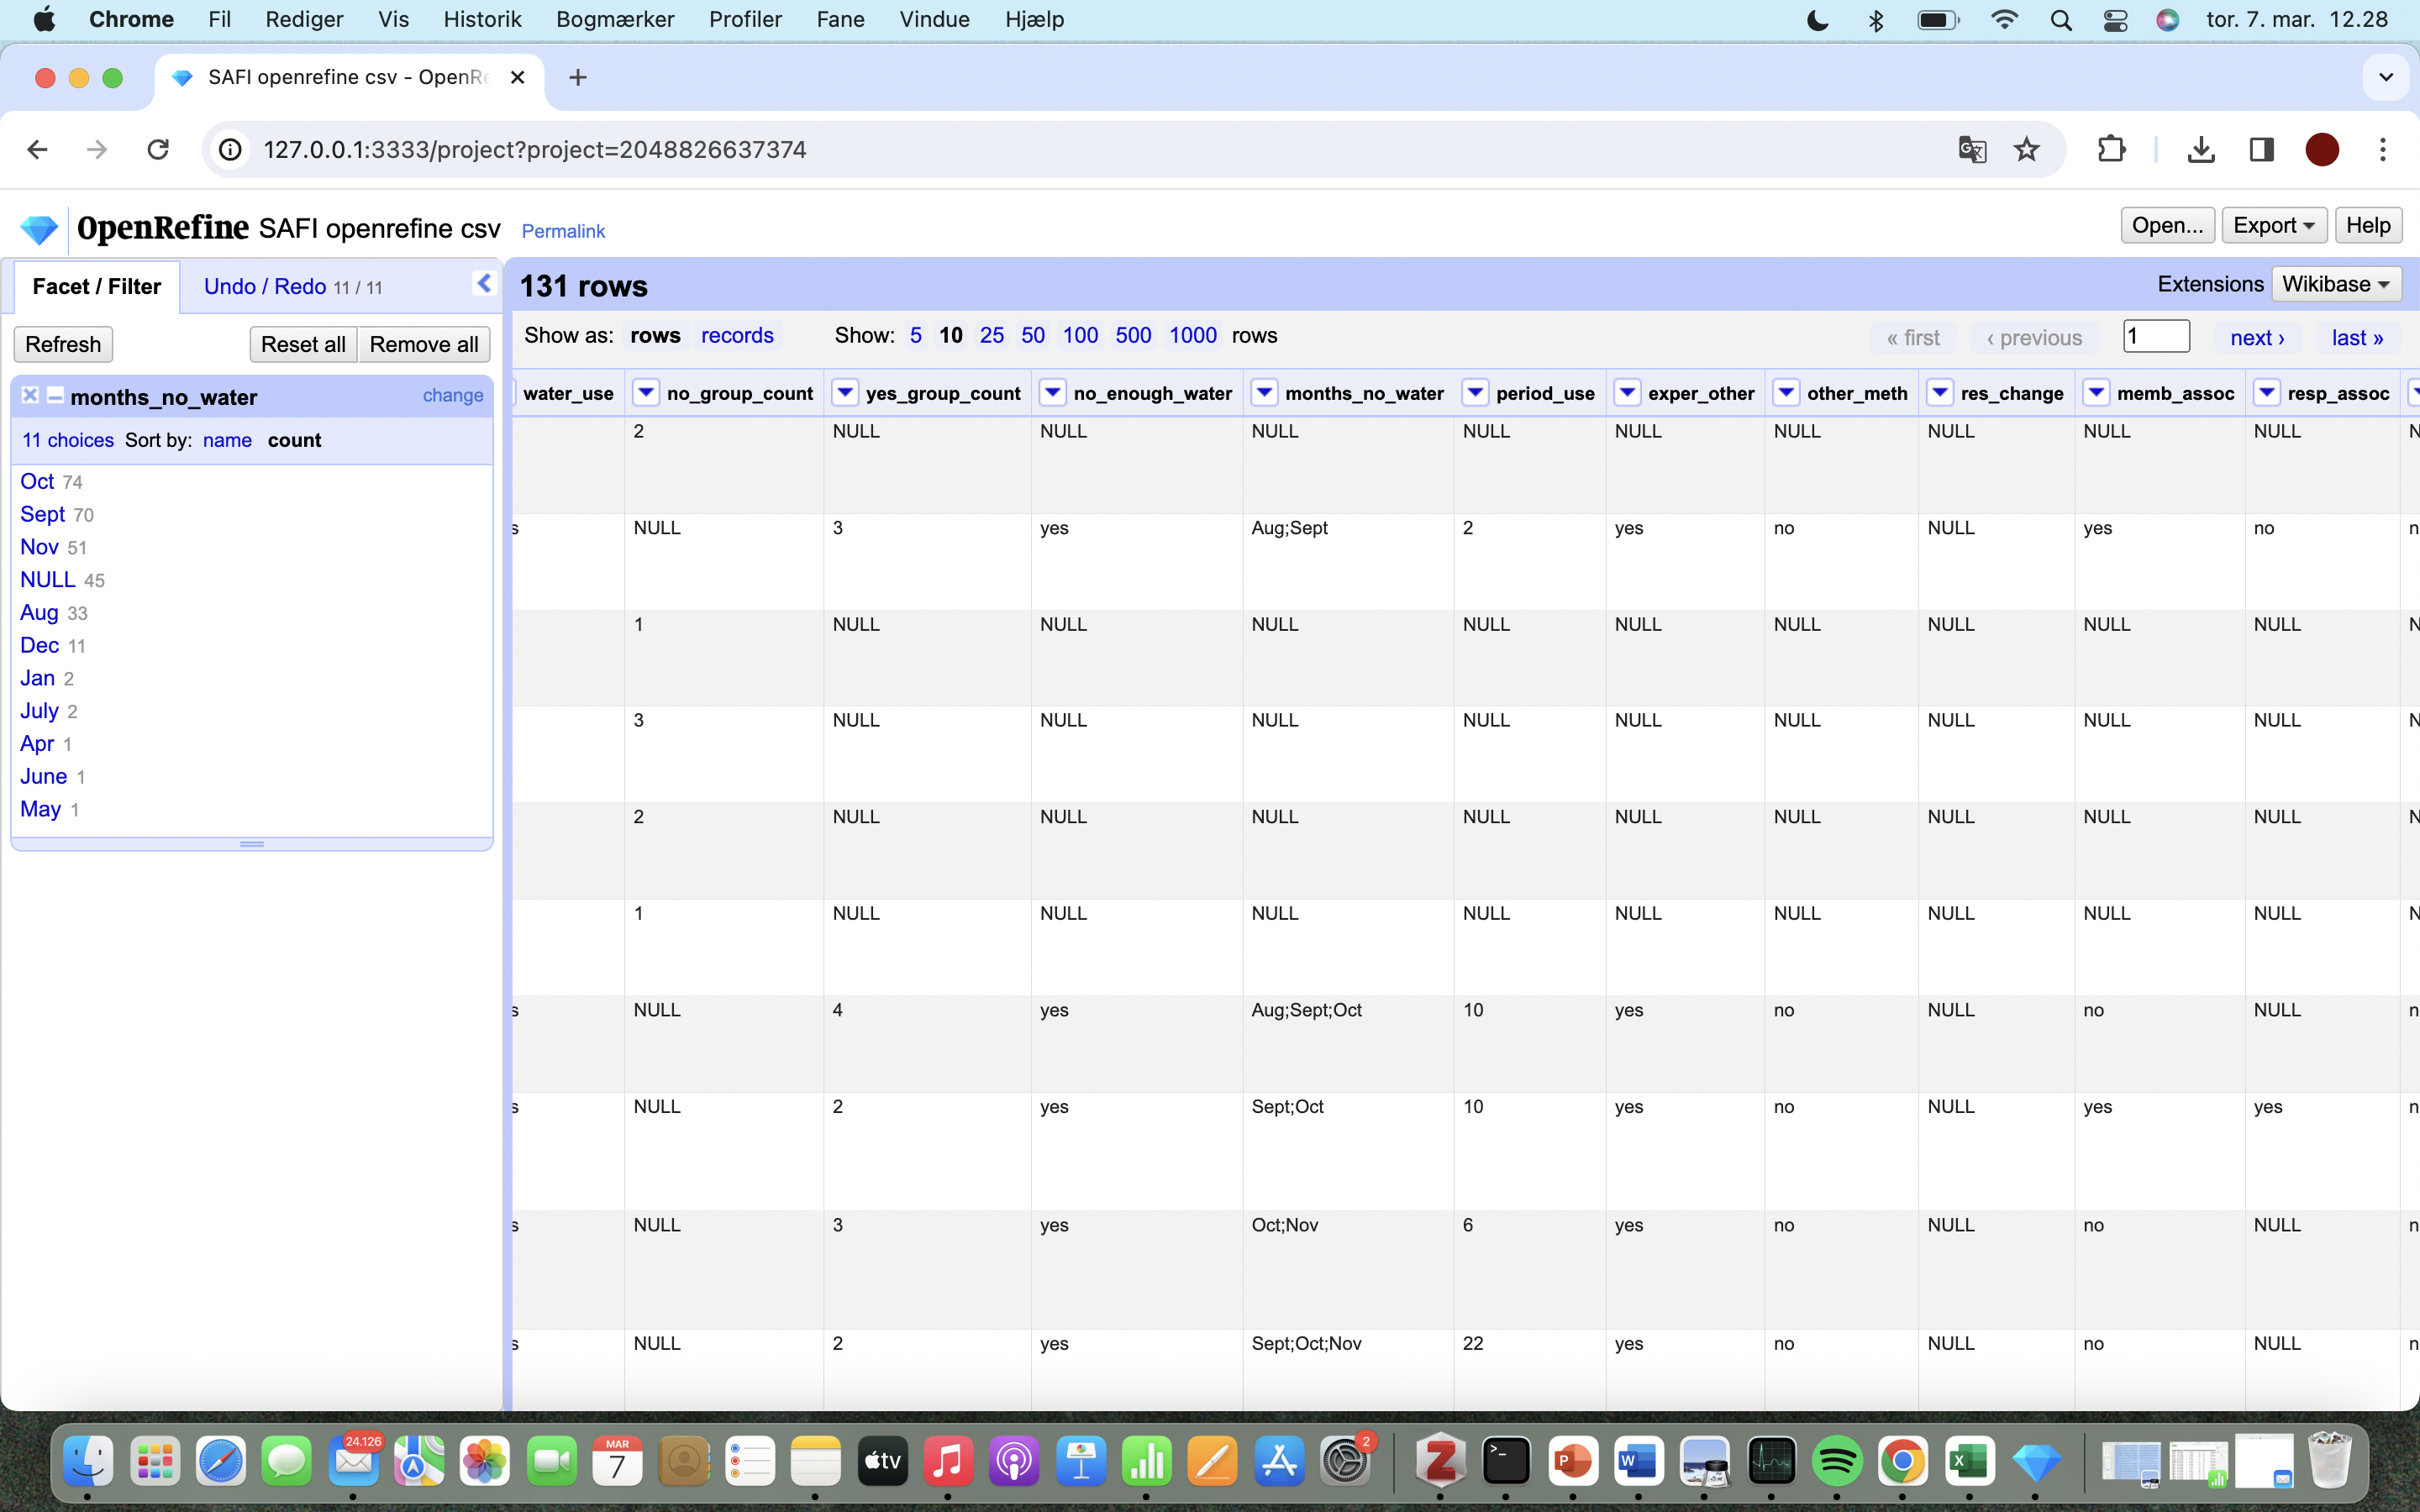 Chrome Fil Rediger Vis Historik Bogmærker Profiler Fane Vindue Hjælp tor. 7. mar. 12.28
SAFI openrefine csv - OpenRe
127.0.0.1:3333/project?project=2048826637374
OpenRefine SAFI openrefine csv Permalink Open... Export Help
Facet / Filter Undo / Redo 11 / 11 131 rows Extensions Wikibase
Refresh Reset all Remove all Show as: rows records Show: 5 10 25 50 100 500 1000 rows « first ‹ previous 1 next › last »
months_no_water change
11 choices Sort by: name count
Oct 74
Sept 70
Nov 51
NULL 45
Aug 33
Dec 11
Jan 2
July 2
Apr 1
June 1
May 1
water_use no_group_count yes_group_count no_enough_water months_no_water period_use exper_other other_meth res_change memb_assoc resp_assoc
2 NULL NULL NULL NULL NULL NULL NULL NULL NULL N
s NULL 3 yes Aug;Sept 2 yes no NULL yes no n
1 NULL NULL NULL NULL NULL NULL NULL NULL NULL N
3 NULL NULL NULL NULL NULL NULL NULL NULL NULL N
2 NULL NULL NULL NULL NULL NULL NULL NULL NULL N
1 NULL NULL NULL NULL NULL NULL NULL NULL NULL N
s NULL 4 yes Aug;Sept;Oct 10 yes no NULL no NULL n
s NULL 2 yes Sept;Oct 10 yes no NULL yes yes n
s NULL 3 yes Oct;Nov 6 yes no NULL no NULL n
s NULL 2 yes Sept;Oct;Nov 22 yes no NULL no NULL n
24.126 MAR 7 tv 2 Z >_ P W X